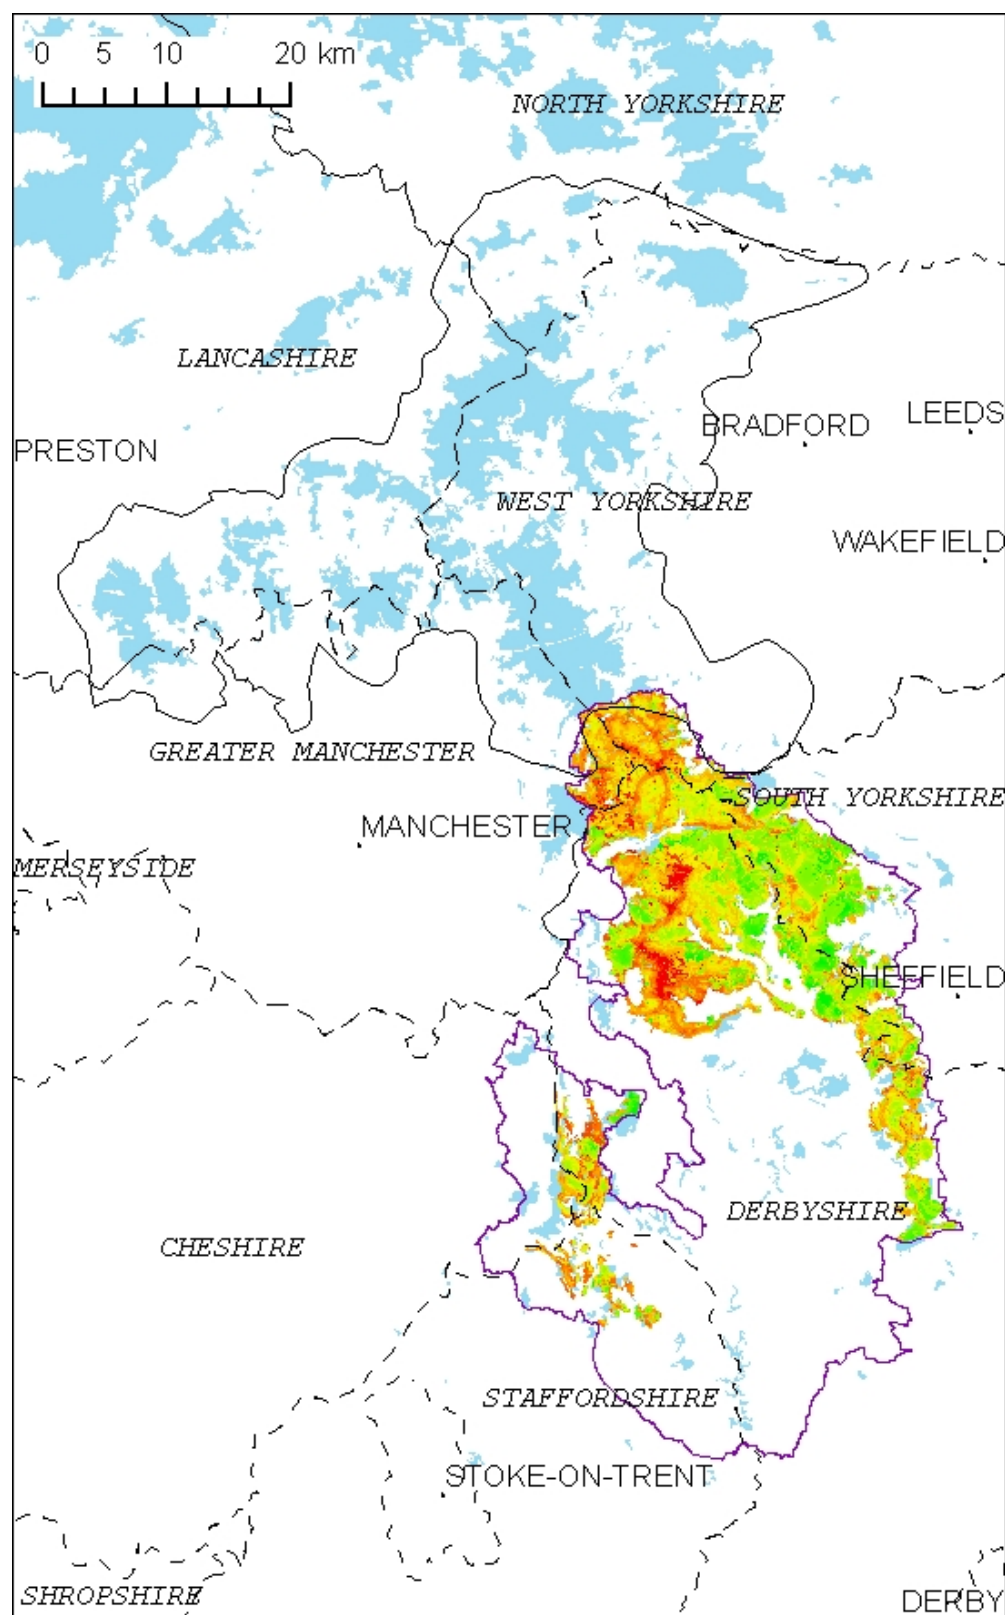 0 5 10 20 km
NORTH YORKSHIRE
LANCASHIRE
BRADFORD
LEEDS
PRESTON
WEST YORKSHIRE
WAKEFIELD
GREATER MANCHESTER
SOUTH YORKSHIRE
MANCHESTER
MERSEYSIDE
SHEFFIELD
DERBYSHIRE
CHESHIRE
STAFFORDSHIRE
STOKE-ON-TRENT
SHROPSHIRE
DERBY